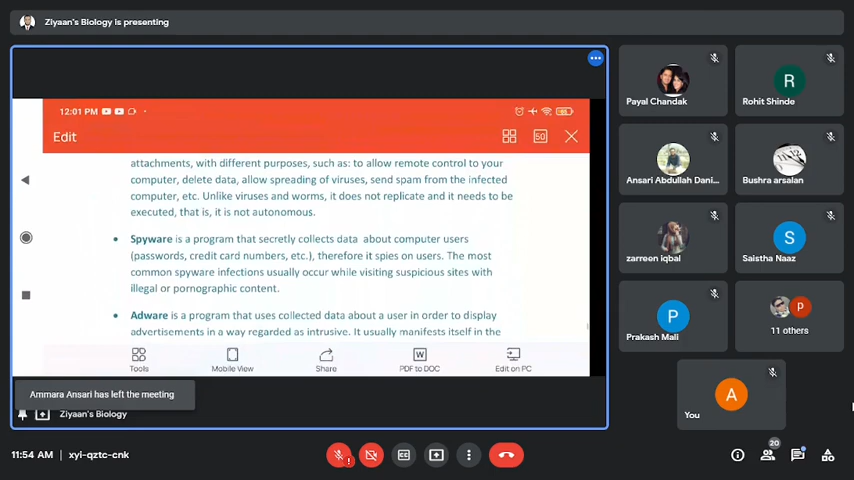 Ziyaan's Biology is presenting
12:01 PM
Edit
50
attachments, with different purposes, such as: to allow remote control to your
computer, delete data, allow spreading of viruses, send spam from the infected
computer, etc. Unlike viruses and worms, it does not replicate and it needs to be
executed, that is, it is not autonomous.
• Spyware is a program that secretly collects data about computer users
(passwords, credit card numbers, etc.), therefore it spies on users. The most
common spyware infections usually occur while visiting suspicious sites with
illegal or pornographic content.
• Adware is a program that uses collected data about a user in order to display
advertisements in a way regarded as intrusive. It usually manifests itself in the
Tools
Mobile View
Share
W
PDF to DOC
Edit on PC
Ammara Ansari has left the meeting
Ziyaan's Biology
Payal Chandak
R
Rohit Shinde
Ansari Abdullah Dani...
Bushra arsalan
zarreen iqbal
S
Saistha Naaz
P
Prakash Mali
p
11 others
A
You
11:54 AM | xyi-qztc-cnk
CC
20